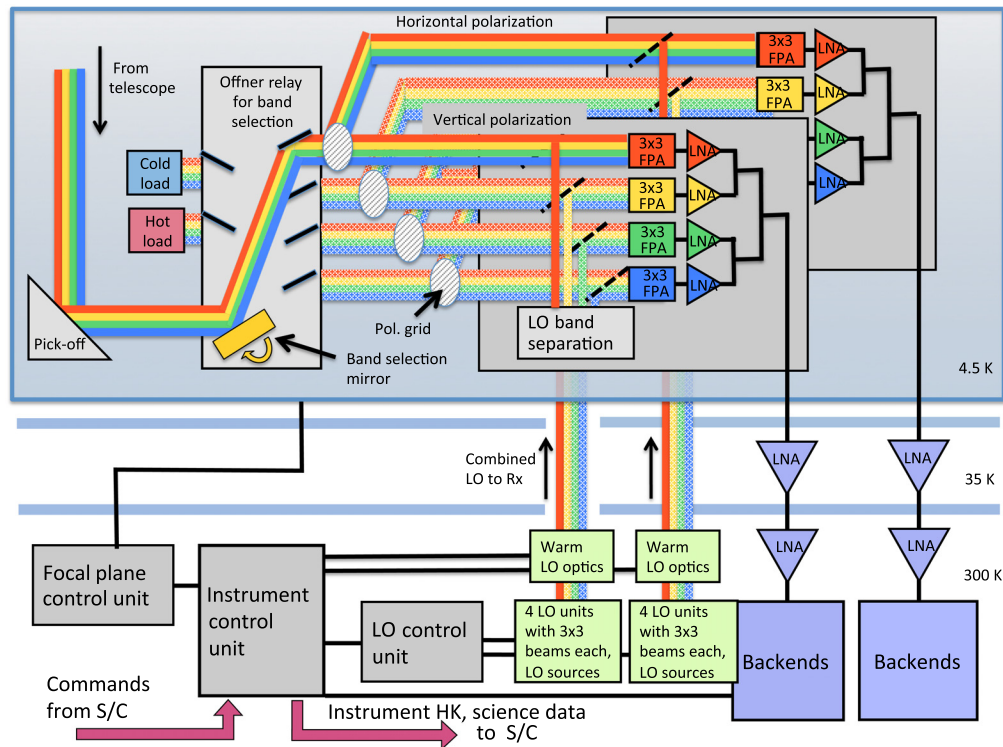 Horizontal polarization
From
telescope
Offner relay
for band
selection
3x3
FPA
LNA
3x3
FPA
LNA
LNA
LNA
Vertical polarization
Cold
load
Hot
load
3x3
FPA
LNA
3x3
FPA
LNA
3x3
FPA
LNA
3x3
FPA
LNA
Pick-off
Pol. grid
Band selection
mirror
LO band
separation
4.5 K
Combined
LO to Rx
LNA
LNA
35 K
Warm
LO optics
Warm
LO optics
LNA
LNA
300 K
Focal plane
control unit
Instrument
control
unit
LO control
unit
4 LO units
with 3x3
beams each,
LO sources
4 LO units
with 3x3
beams each,
LO sources
Backends
Backends
Commands
from S/C
Instrument HK, science data
to S/C